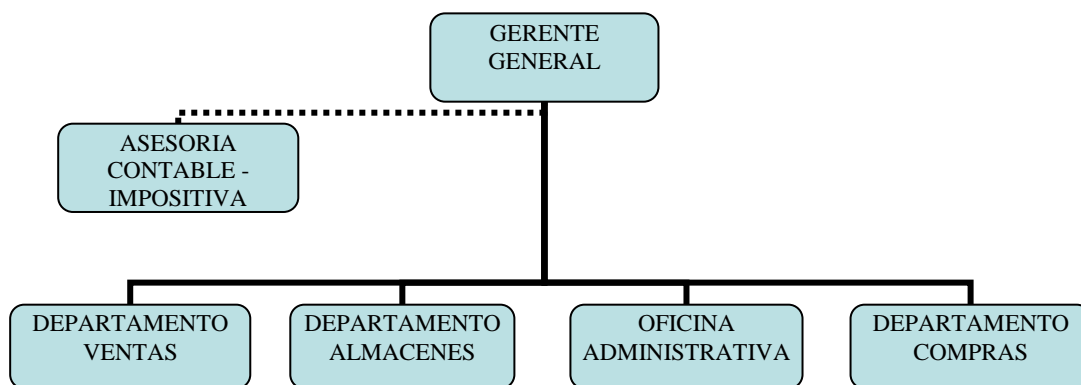 GERENTE
GENERAL
ASESORIA
CONTABLE -
IMPOSITIVA
DEPARTAMENTO
VENTAS
DEPARTAMENTO
ALMACENES
OFICINA
ADMINISTRATIVA
DEPARTAMENTO
COMPRAS